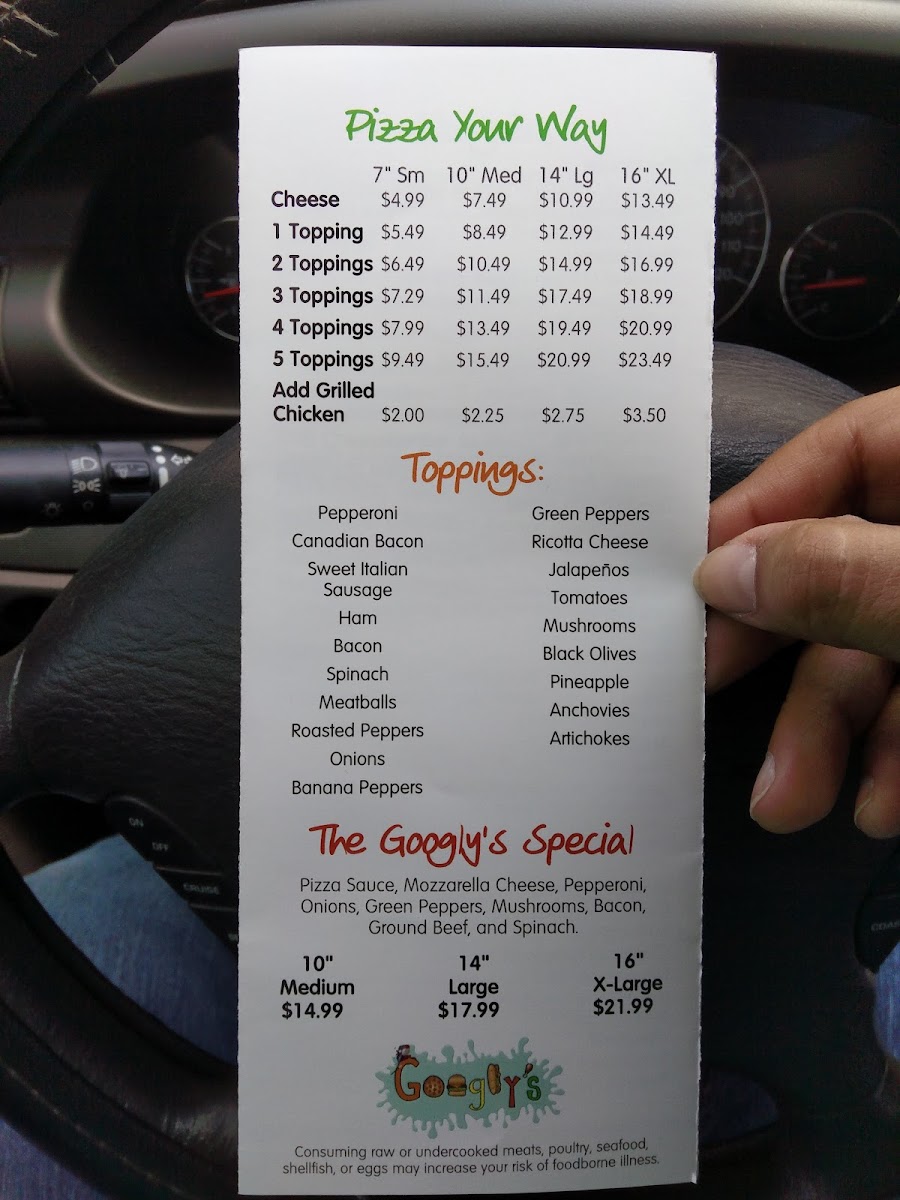 Pizza Your Way
7" Sm 10" Med 14" Lg 16" XL
Cheese $4.99 $7.49 $10.99 $13.49
1 Topping $5.49 $8.49 $12.99 $14.49
2 Toppings $6.49 $10.49 $14.99 $16.99
3 Toppings $7.29 $11.49 $17.49 $18.99
4 Toppings $7.99 $13.49 $19.49 $20.99
5 Toppings $9.49 $15.49 $20.99 $23.49
Add Grilled
Chicken $2.00 $2.25 $2.75 $3.50
Toppings:
Pepperoni
Canadian Bacon
Sweet Italian
Sausage
Ham
Bacon
Spinach
Meatballs
Roasted Peppers
Onions
Banana Peppers
Green Peppers
Ricotta Cheese
Jalapeños
Tomatoes
Mushrooms
Black Olives
Pineapple
Anchovies
Artichokes
The Googly's Special
Pizza Sauce, Mozzarella Cheese, Pepperoni,
Onions, Green Peppers, Mushrooms, Bacon,
Ground Beef, and Spinach.
10" 14" 16"
Medium Large X-Large
$14.99 $17.99 $21.99
Googly's
Consuming raw or undercooked meats, poultry, seafood,
shellfish, or eggs may increase your risk of foodborne illness.
ON
OFF
CRUISE